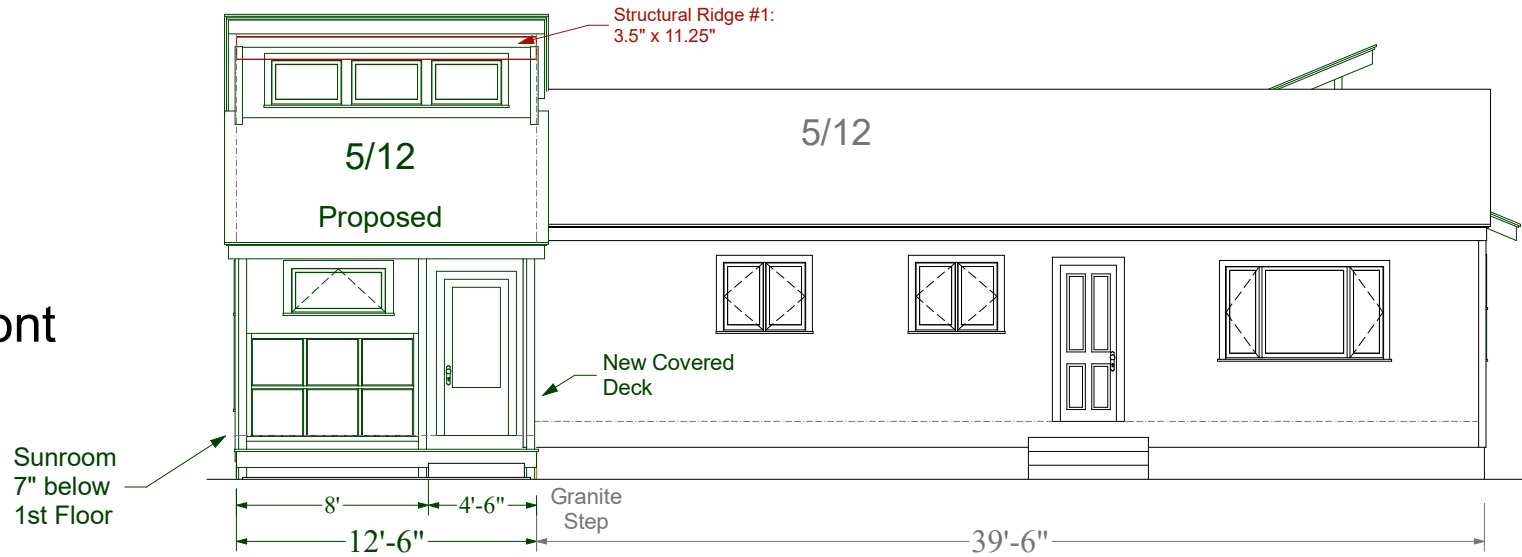 Structural Ridge #1:
3.5" x 11.25"
5/12
5/12
Proposed
ont
New Covered
Deck
Sunroom
7" below
1st Floor
8'
4'-6"
Granite
Step
12'-6"
39'-6"